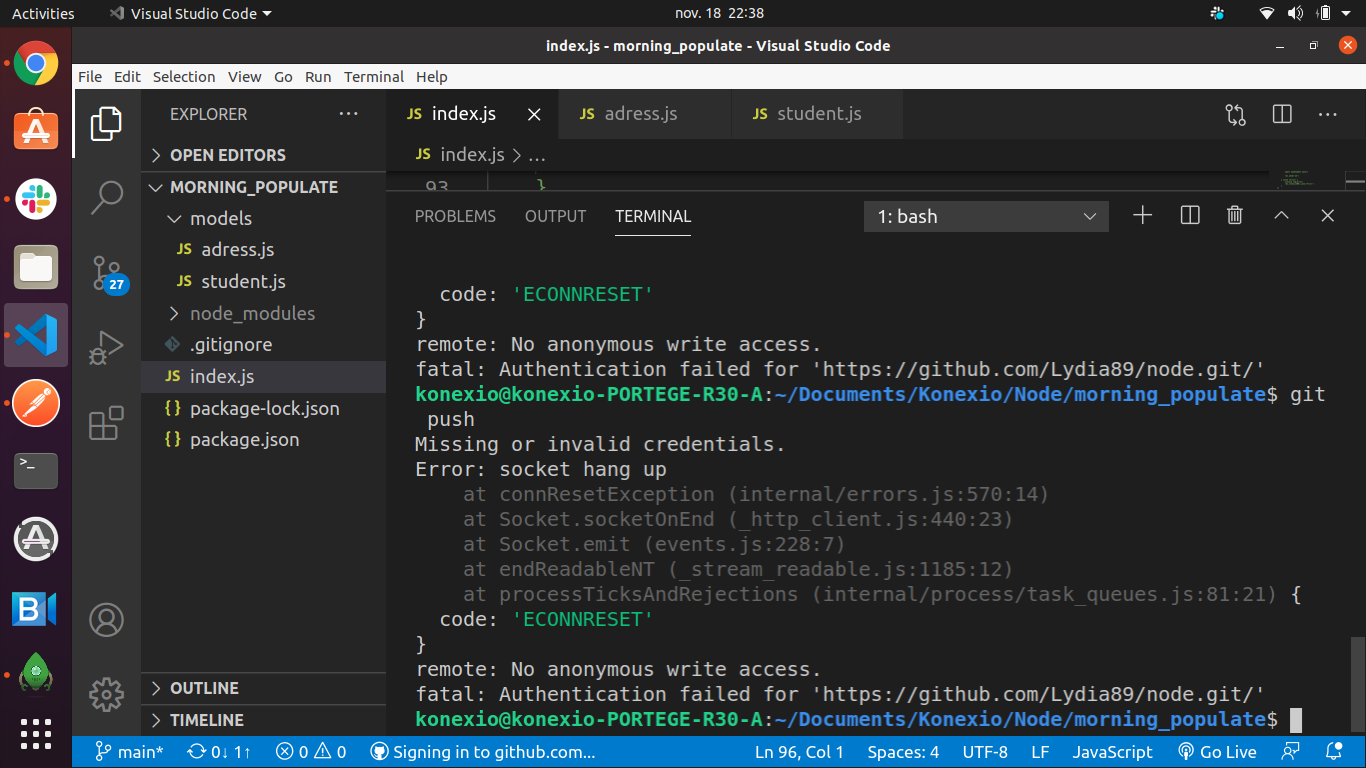 Activities
Visual Studio Code
nov. 18 22:38
index.js - morning_populate - Visual Studio Code
File Edit Selection View Go Run Terminal Help
EXPLORER
JS index.js
JS adress.js
JS student.js
OPEN EDITORS
JS index.js > ...
MORNING_POPULATE
93 }
models
JS adress.js
JS student.js
node_modules
.gitignore
JS index.js
{} package-lock.json
{} package.json
27
OUTLINE
TIMELINE
PROBLEMS OUTPUT TERMINAL
1: bash
code: 'ECONNRESET'
}
remote: No anonymous write access.
fatal: Authentication failed for 'https://github.com/Lydia89/node.git/'
konexio@konexio-PORTEGE-R30-A:~/Documents/Konexio/Node/morning_populate$ git
push
Missing or invalid credentials.
Error: socket hang up
at connResetException (internal/errors.js:570:14)
at Socket.socketOnEnd (_http_client.js:440:23)
at Socket.emit (events.js:228:7)
at endReadableNT (_stream_readable.js:1185:12)
at processTicksAndRejections (internal/process/task_queues.js:81:21) {
code: 'ECONNRESET'
}
remote: No anonymous write access.
fatal: Authentication failed for 'https://github.com/Lydia89/node.git/'
konexio@konexio-PORTEGE-R30-A:~/Documents/Konexio/Node/morning_populate$
main* 0↓ 1↑ 0 0 Signing in to github.com... Ln 96, Col 1 Spaces: 4 UTF-8 LF JavaScript Go Live